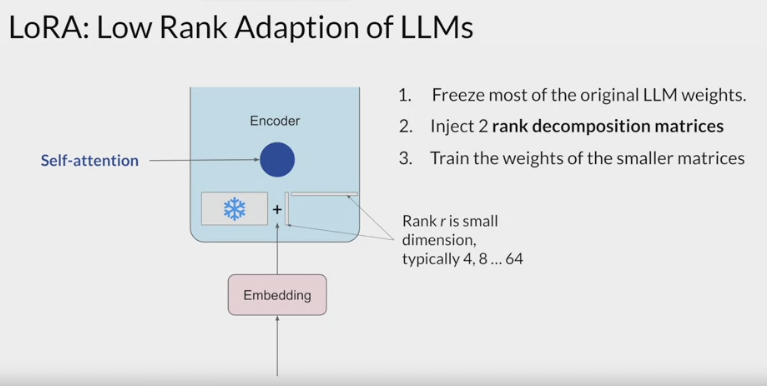 LoRA: Low Rank Adaption of LLMs
Encoder
Self-attention
+
Embedding
1. Freeze most of the original LLM weights.
2. Inject 2 rank decomposition matrices
3. Train the weights of the smaller matrices
Rank r is small
dimension,
typically 4, 8 ... 64